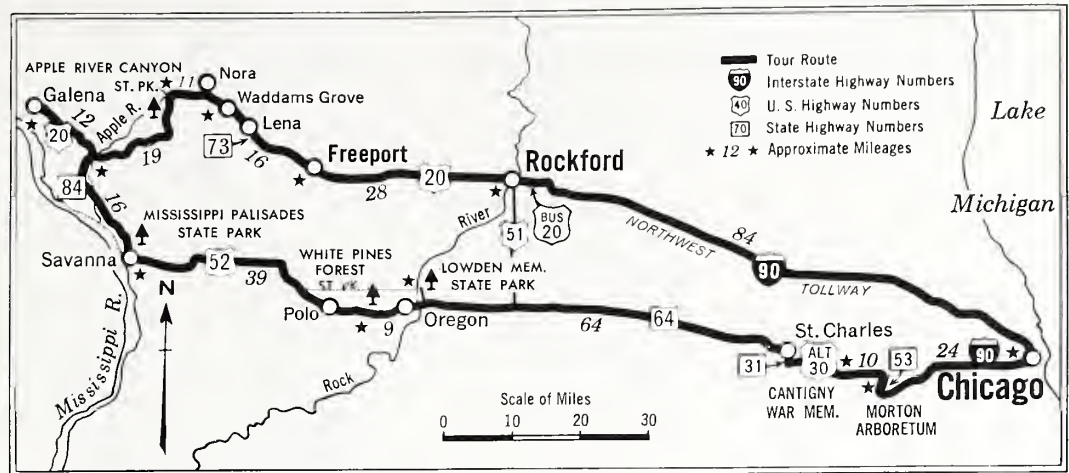 APPLE RIVER CANYON
ST. PK.
★ 11
Nora
Galena
Waddams Grove
Lena
20
12
Apple R.
19
73
16
Freeport
28
20
Rockford
BUS
20
51
River
NORTHWEST
84
90
TOLLWAY
Tour Route
90 Interstate Highway Numbers
40 U. S. Highway Numbers
70 State Highway Numbers
★ 12 ★ Approximate Mileages
Lake
Michigan
84
16
MISSISSIPPI PALISADES
STATE PARK
Savanna
52
39
WHITE PINES
FOREST
ST. PK.
LOWDEN MEM.
STATE PARK
Polo
9
Oregon
64
64
St. Charles
31
ALT
30
10
53
24
90
Chicago
CANTIGNY
WAR MEM.
MORTON
ARBORETUM
N
Mississippi R.
Rock
Scale of Miles
0 10 20 30